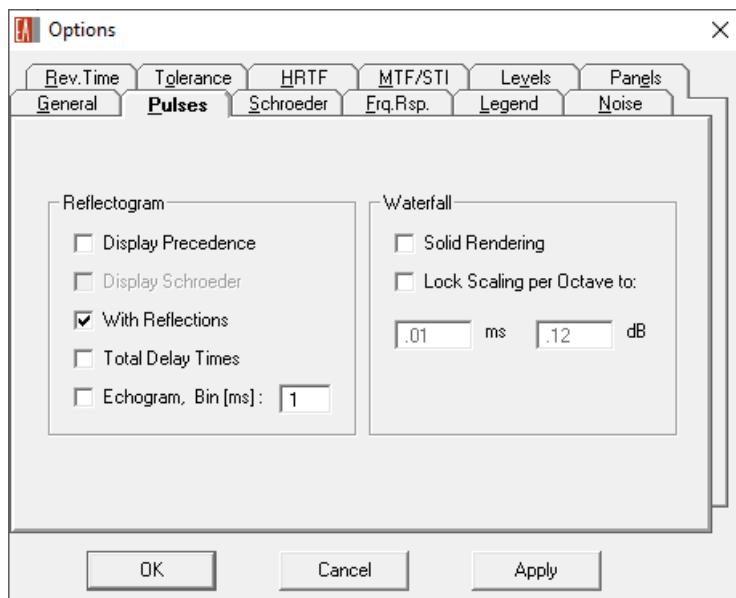 EA Options
Rev.Time Tolerance HRTF MTF/STI Levels Panels
General Pulses Schroeder Frq.Rsp. Legend Noise
Reflectogram
Display Precedence
Display Schroeder
With Reflections
Total Delay Times
Echogram, Bin [ms] : 1
Waterfall
Solid Rendering
Lock Scaling per Octave to:
.01 ms .12 dB
OK Cancel Apply